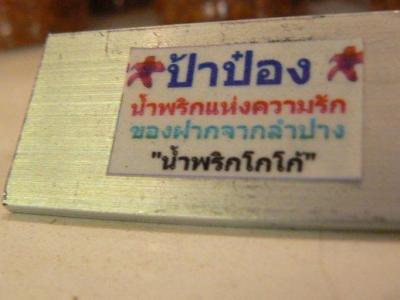 ป้าป๋อง
น้ำพริกแห่งความรัก
ของฝากจากลำปาง
"น้ำพริกโกโก้"